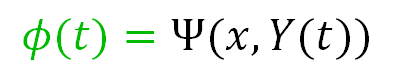 ϕ(t) = Ψ(x, Y(t))